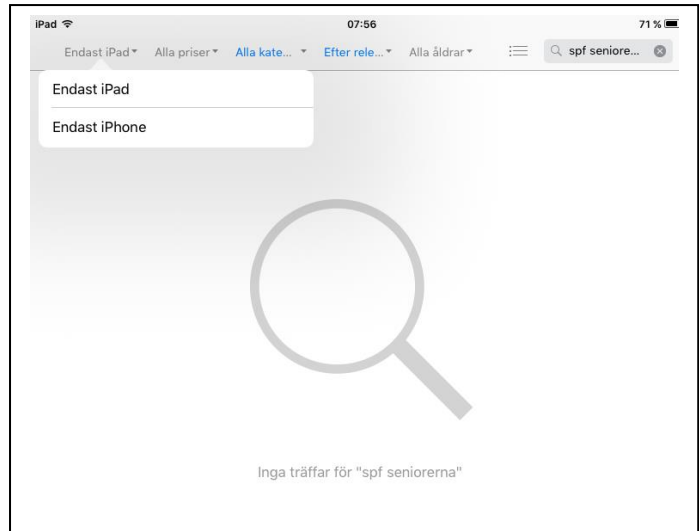 iPad 07:56 71 %
Endast iPad Alla priser Alla kate... Efter rele... Alla åldrar spf seniore...
Endast iPad
Endast iPhone
Inga träffar för "spf seniorerna"